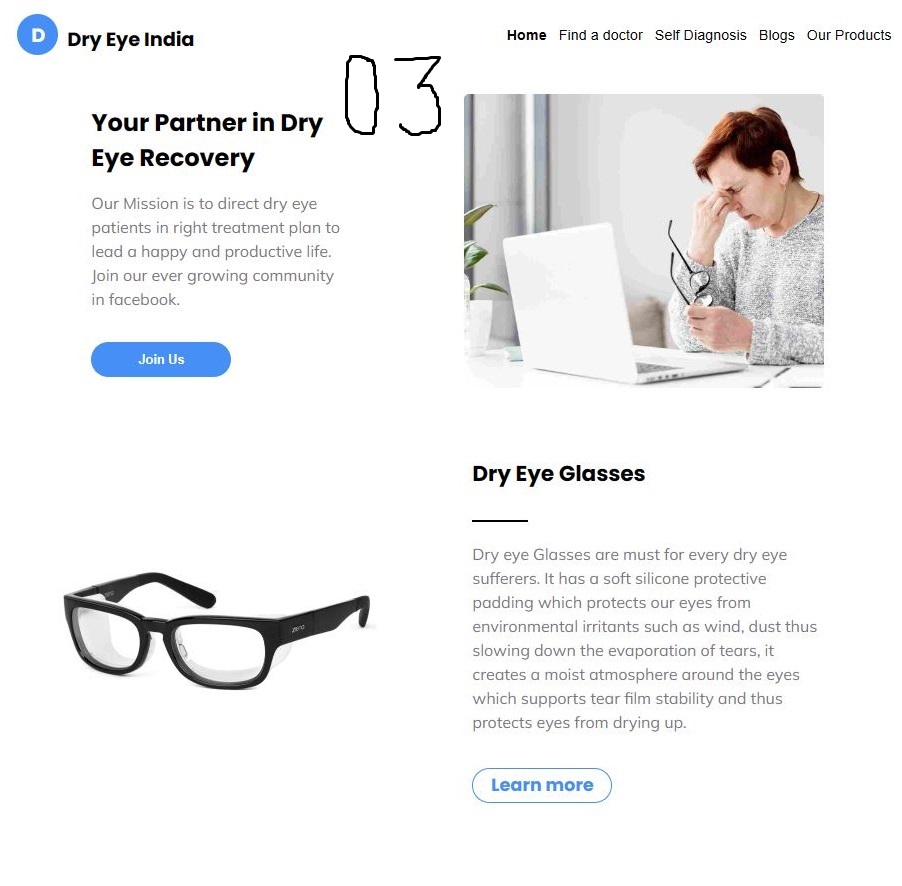 D
Dry Eye India
Home Find a doctor Self Diagnosis Blogs Our Products
03
Your Partner in Dry
Eye Recovery
Our Mission is to direct dry eye
patients in right treatment plan to
lead a happy and productive life.
Join our ever growing community
in facebook.
Join Us
Dry Eye Glasses
Dry eye Glasses are must for every dry eye
sufferers. It has a soft silicone protective
padding which protects our eyes from
environmental irritants such as wind, dust thus
slowing down the evaporation of tears, it
creates a moist atmosphere around the eyes
which supports tear film stability and thus
protects eyes from drying up.
Learn more